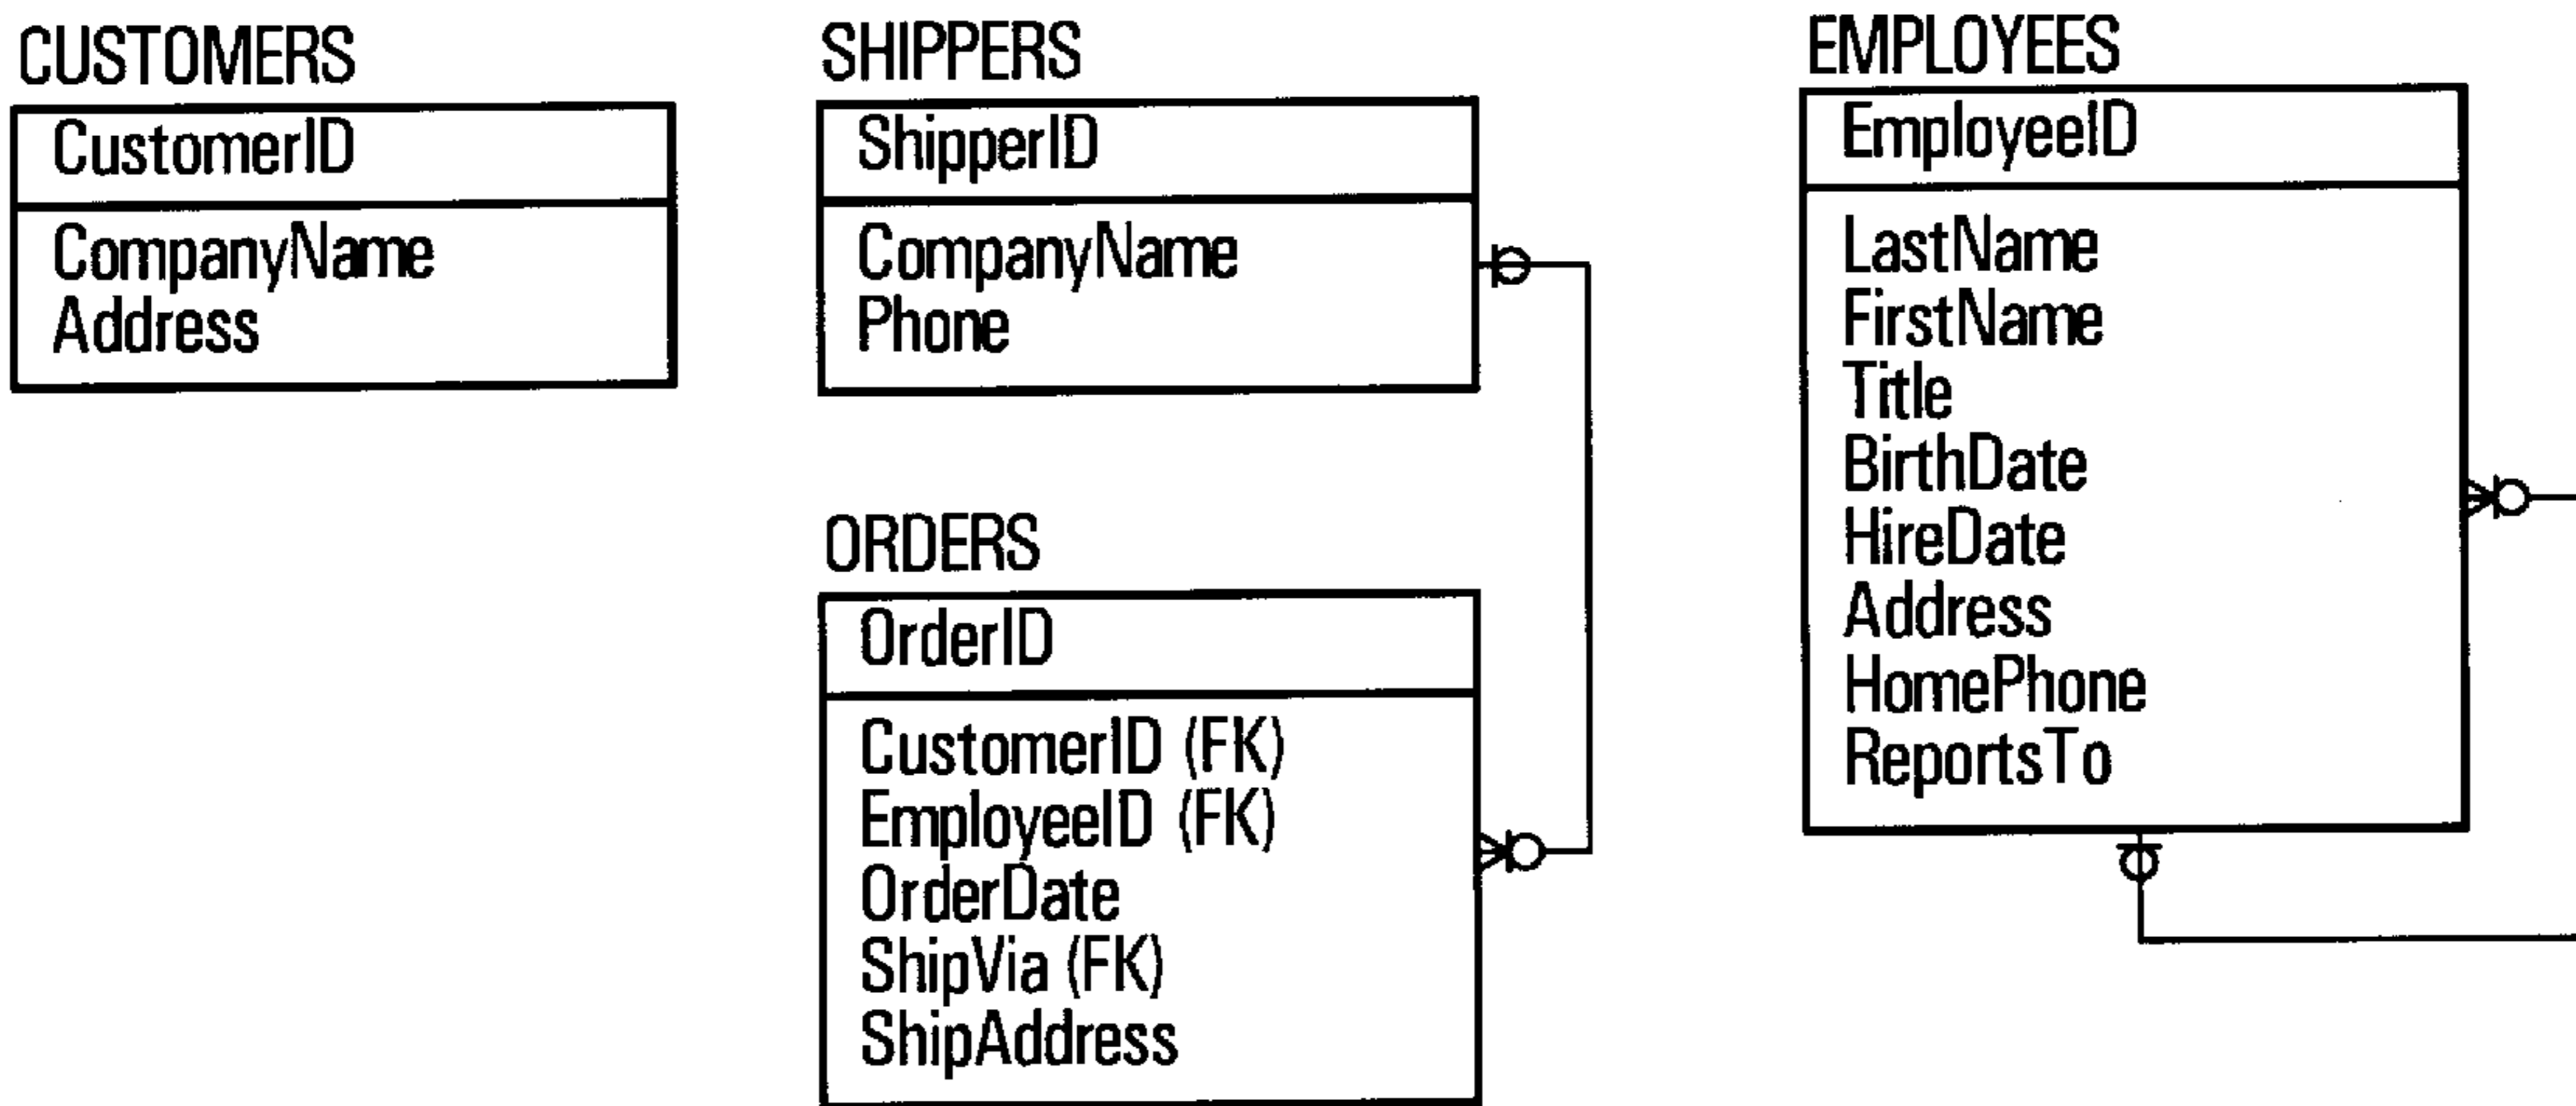 CUSTOMERS
CustomerID
CompanyName
Address
SHIPPERS
ShipperID
CompanyName
Phone
ORDERS
OrderID
CustomerID (FK)
EmployeeID (FK)
OrderDate
ShipVia (FK)
ShipAddress
EMPLOYEES
EmployeeID
LastName
FirstName
Title
BirthDate
HireDate
Address
HomePhone
ReportsTo